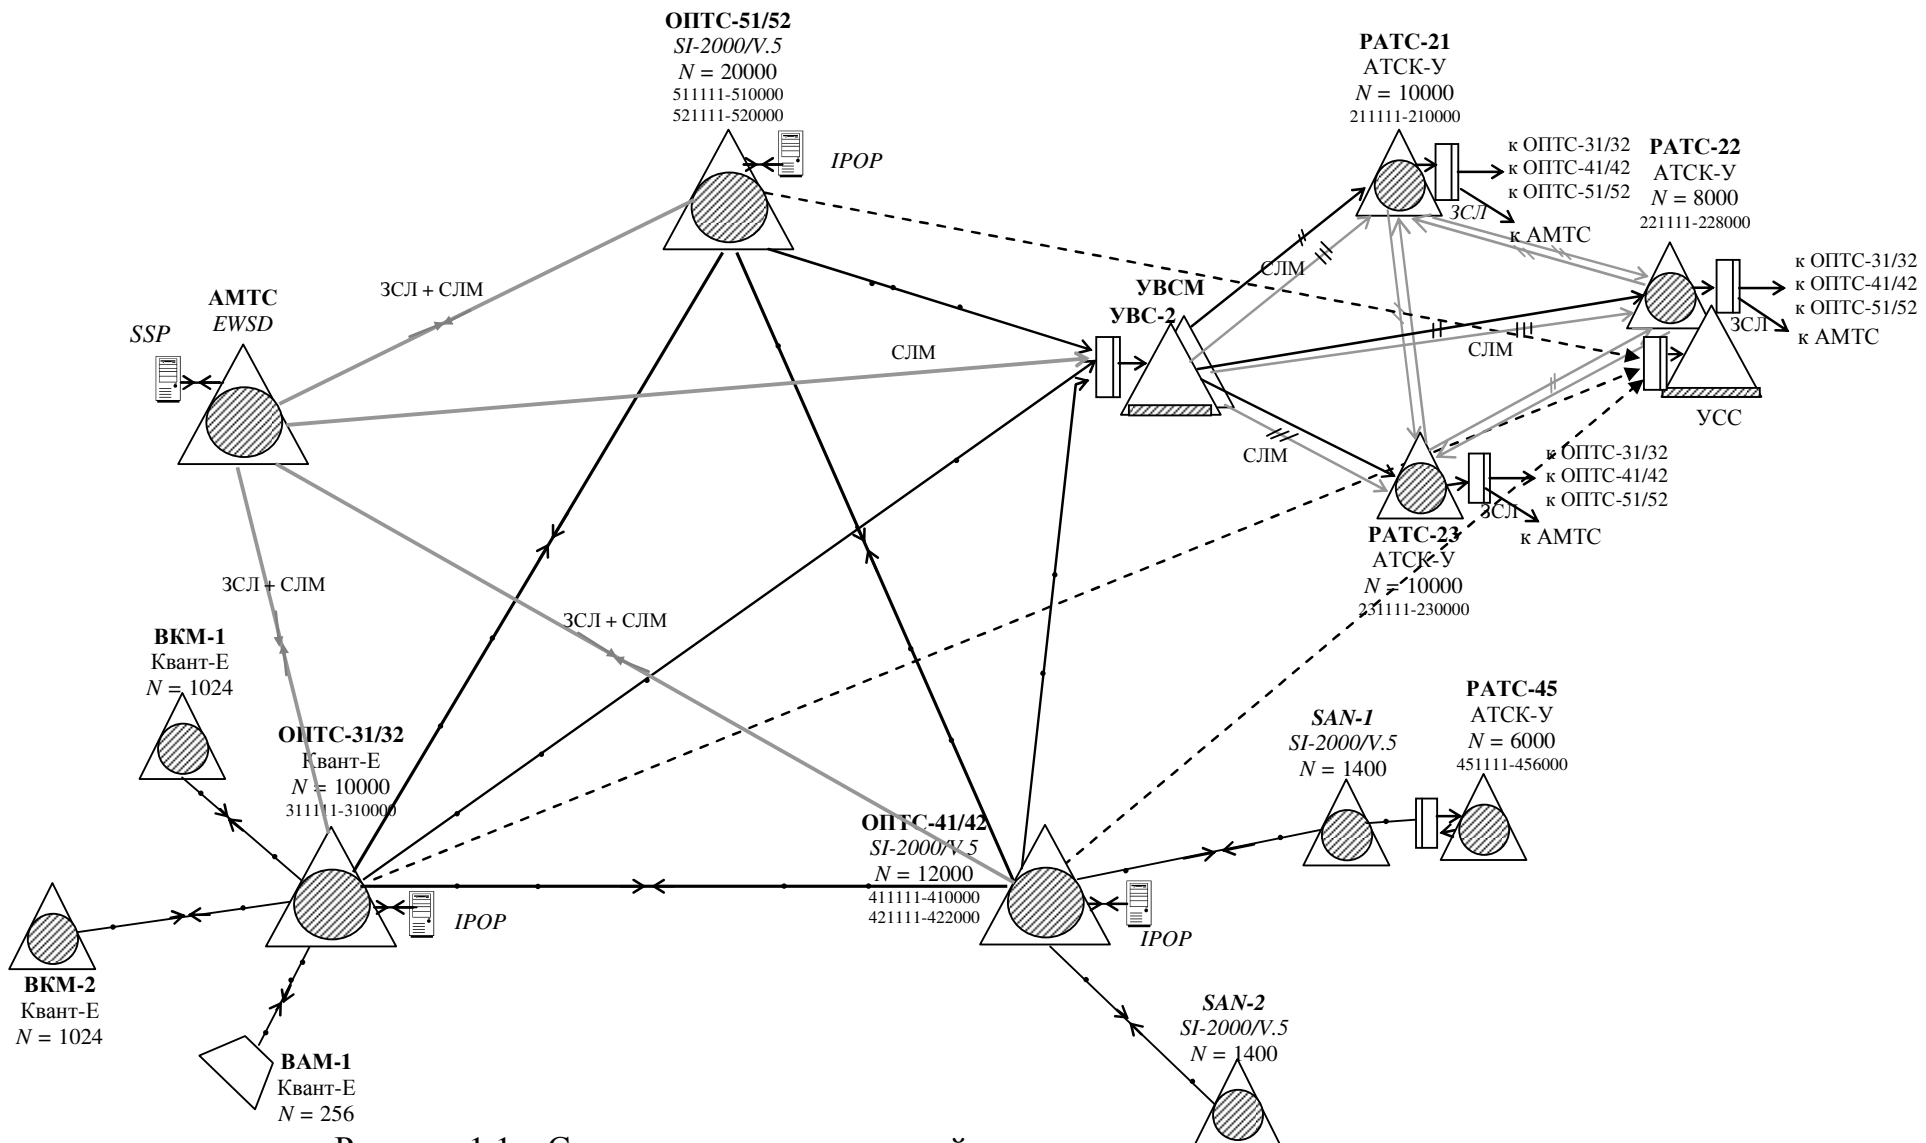 ОПТС-51/52
SI-2000/V.5
N = 20000
511111-510000
521111-520000
IPOP
РАТС-21
АТСК-У
N = 10000
211111-210000
к ОПТС-31/32
к ОПТС-41/42
к ОПТС-51/52
ЗСЛ
к АМТС
РАТС-22
АТСК-У
N = 8000
221111-228000
к ОПТС-31/32
к ОПТС-41/42
к ОПТС-51/52
ЗСЛ
к АМТС
УСС
АМТС
EWSD
SSP
ЗСЛ + СЛМ
СЛМ
УВСМ
УВС-2
СЛМ
СЛМ
СЛМ
к ОПТС-31/32
к ОПТС-41/42
к ОПТС-51/52
ЗСЛ
к АМТС
РАТС-23
АТСК-У
N = 10000
231111-230000
ЗСЛ + СЛМ
ЗСЛ + СЛМ
ВКМ-1
Квант-Е
N = 1024
ОПТС-31/32
Квант-Е
N = 10000
311111-310000
IPOP
ОПТС-41/42
SI-2000/V.5
N = 12000
411111-410000
421111-422000
IPOP
SAN-1
SI-2000/V.5
N = 1400
РАТС-45
АТСК-У
N = 6000
451111-456000
ВКМ-2
Квант-Е
N = 1024
ВАМ-1
Квант-Е
N = 256
SAN-2
SI-2000/V.5
N = 1400